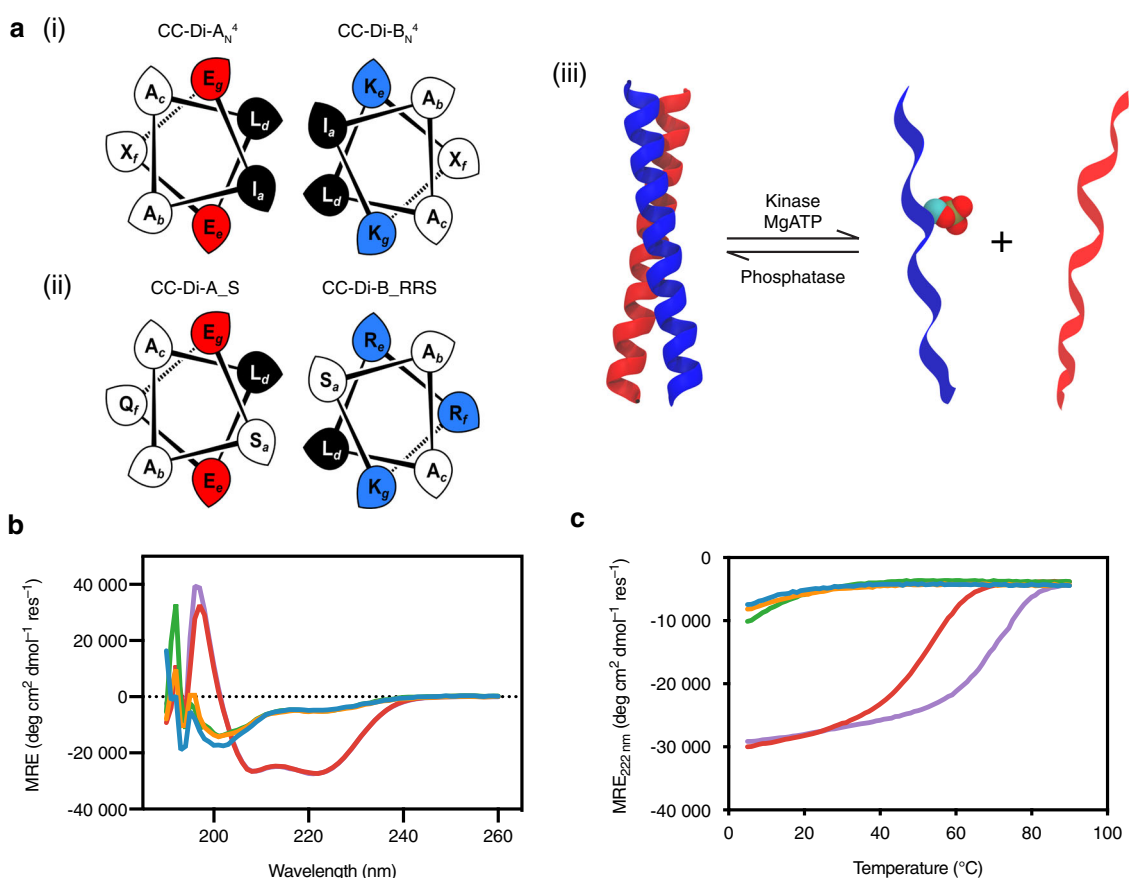 a (i)
CC-Di-A_N^4
CC-Di-B_N^4
A_c
E_g
L_d
X_f
I_a
A_b
E_e
K_e
I_a
A_b
X_f
L_d
A_c
K_g
(ii)
CC-Di-A_S
CC-Di-B_RRS
A_c
E_g
L_d
Q_f
S_a
A_b
E_e
R_e
S_a
A_b
R_f
L_d
A_c
K_g
(iii)
Kinase
MgATP
Phosphatase
+
b
MRE (deg cm² dmol⁻¹ res⁻¹)
40 000
20 000
0
-20 000
-40 000
200
220
240
260
Wavelength (nm)
c
MRE₂₂₂ ₙₘ (deg cm² dmol⁻¹ res⁻¹)
0
-10 000
-20 000
-30 000
-40 000
0
20
40
60
80
100
Temperature (°C)